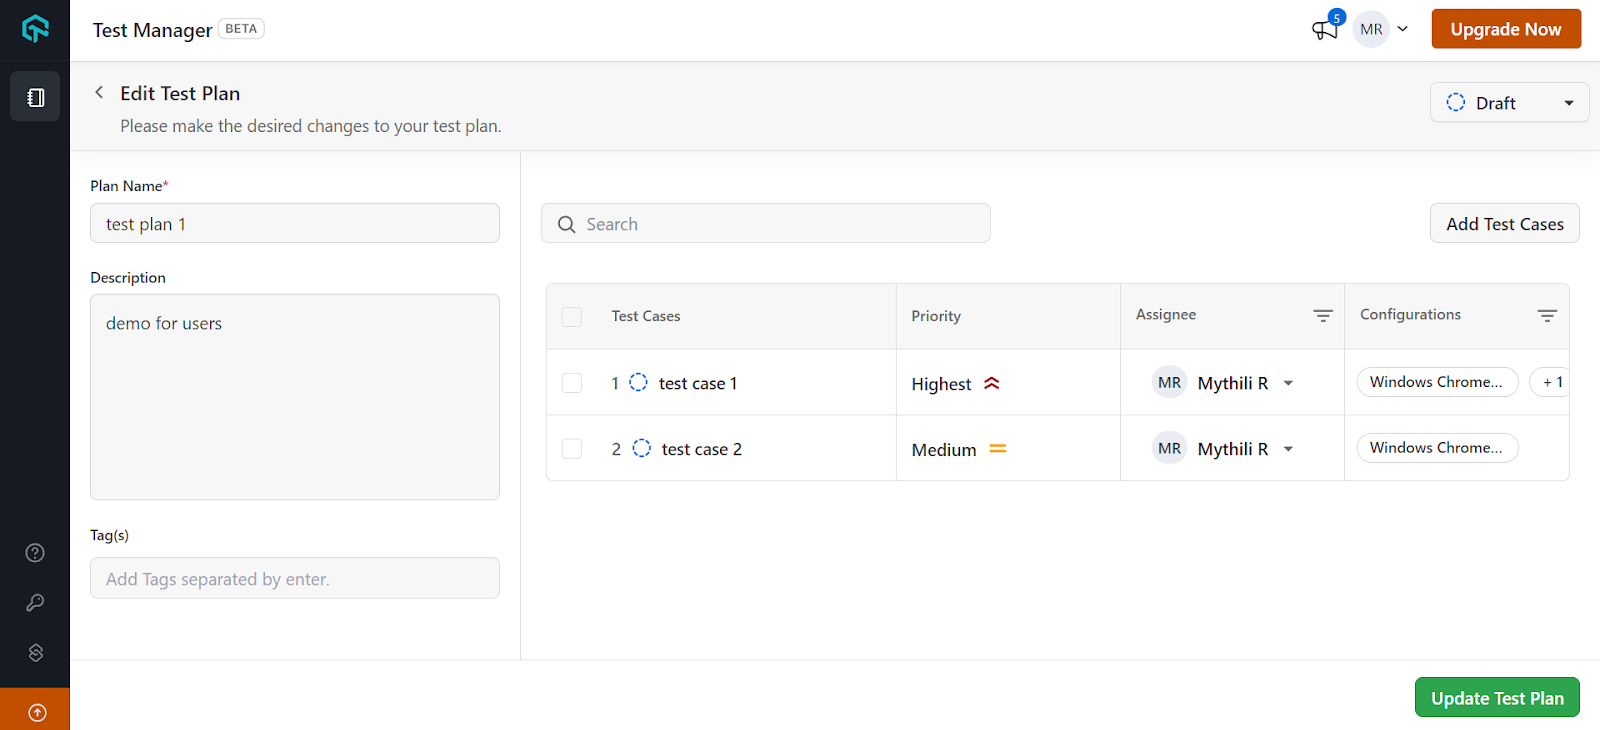 Test Manager BETA
5
MR
Upgrade Now
Edit Test Plan
Please make the desired changes to your test plan.
Draft
Plan Name*
test plan 1
Description
demo for users
Tag(s)
Add Tags separated by enter.
Search
Add Test Cases
Test Cases Priority Assignee Configurations
1 test case 1 Highest MR Mythili R Windows Chrome... + 1
2 test case 2 Medium MR Mythili R Windows Chrome...
Update Test Plan